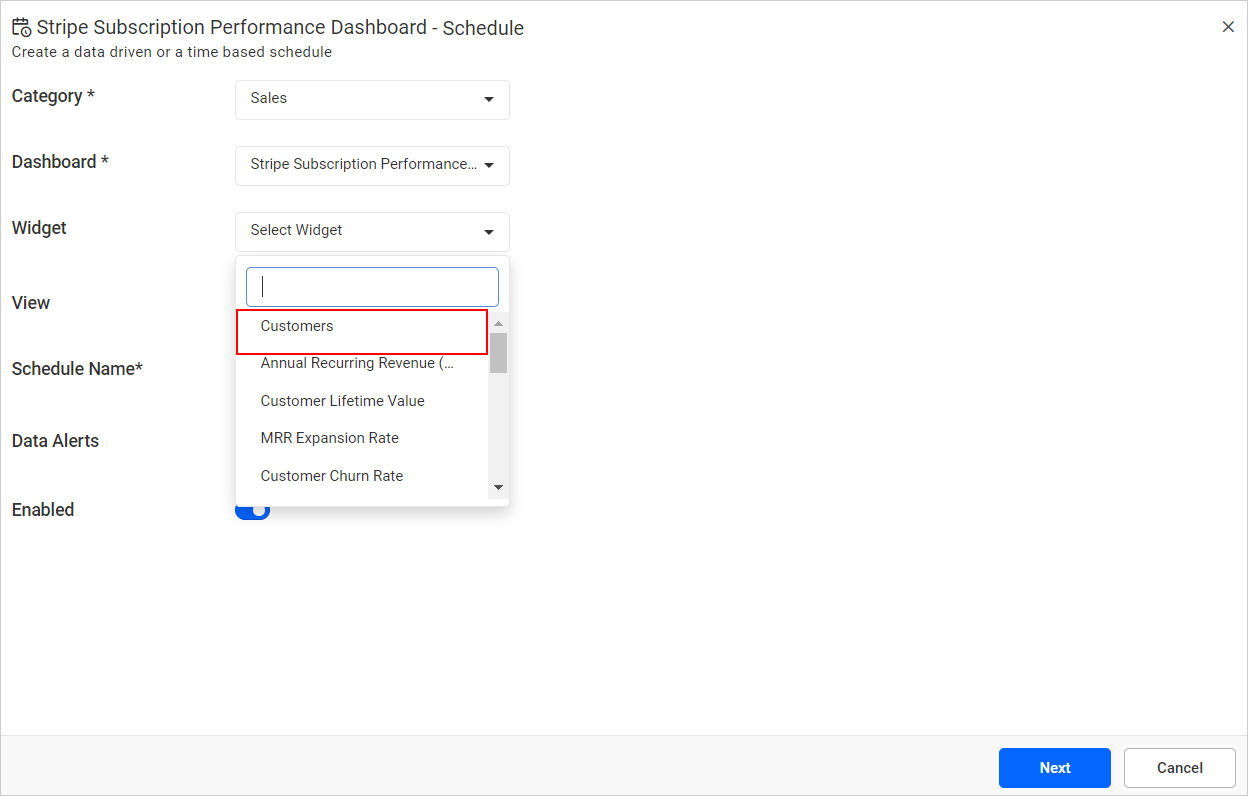 Stripe Subscription Performance Dashboard - Schedule
Create a data driven or a time based schedule
Category *
Sales
Dashboard *
Stripe Subscription Performance...
Widget
Select Widget
View
Customers
Annual Recurring Revenue (...
Schedule Name*
Customer Lifetime Value
MRR Expansion Rate
Data Alerts
Customer Churn Rate
Enabled
Next
Cancel